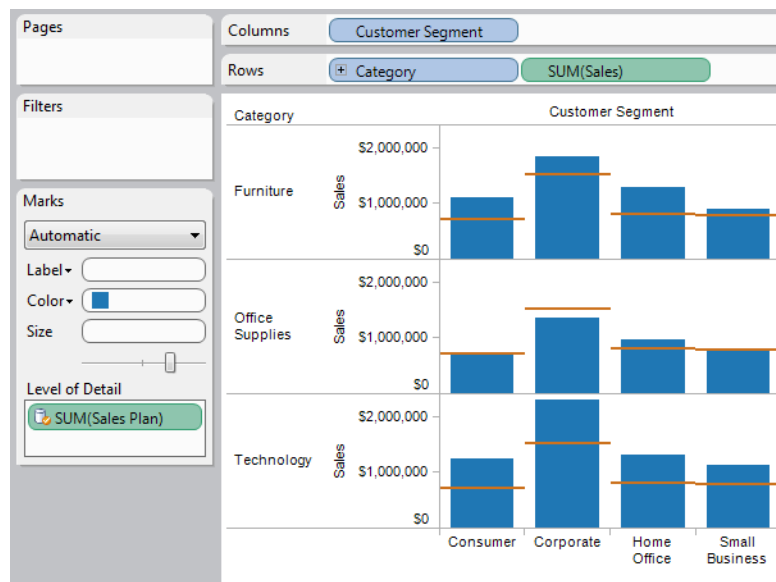 Pages
Columns
Customer Segment
Rows
Category
SUM(Sales)
Filters
Category
Customer Segment
Marks
Automatic
Label
Color
Size
Level of Detail
SUM(Sales Plan)
Furniture
Sales
$2,000,000
$1,000,000
$0
Office
Supplies
Sales
$2,000,000
$1,000,000
$0
Technology
Sales
$2,000,000
$1,000,000
$0
Consumer
Corporate
Home
Office
Small
Business